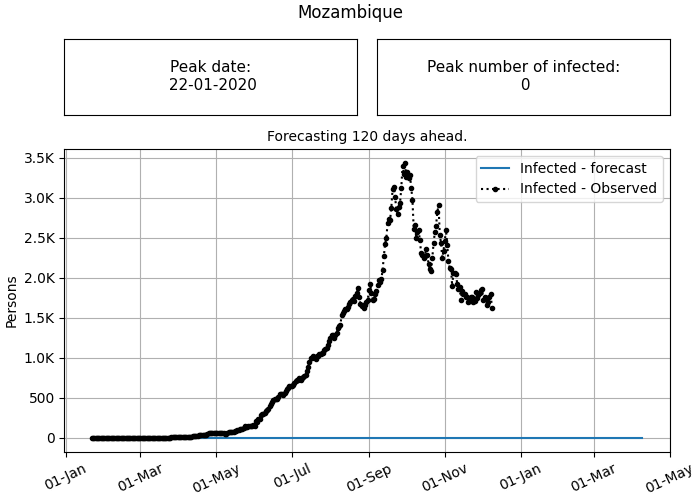 Mozambique
Peak date:
22-01-2020
Peak number of infected:
0
Forecasting 120 days ahead.
Infected - forecast
Infected - Observed
3.5K
3.0K
2.5K
2.0K
1.5K
1.0K
500
0
Persons
01-Jan
01-Mar
01-May
01-Jul
01-Sep
01-Nov
01-Jan
01-Mar
01-May